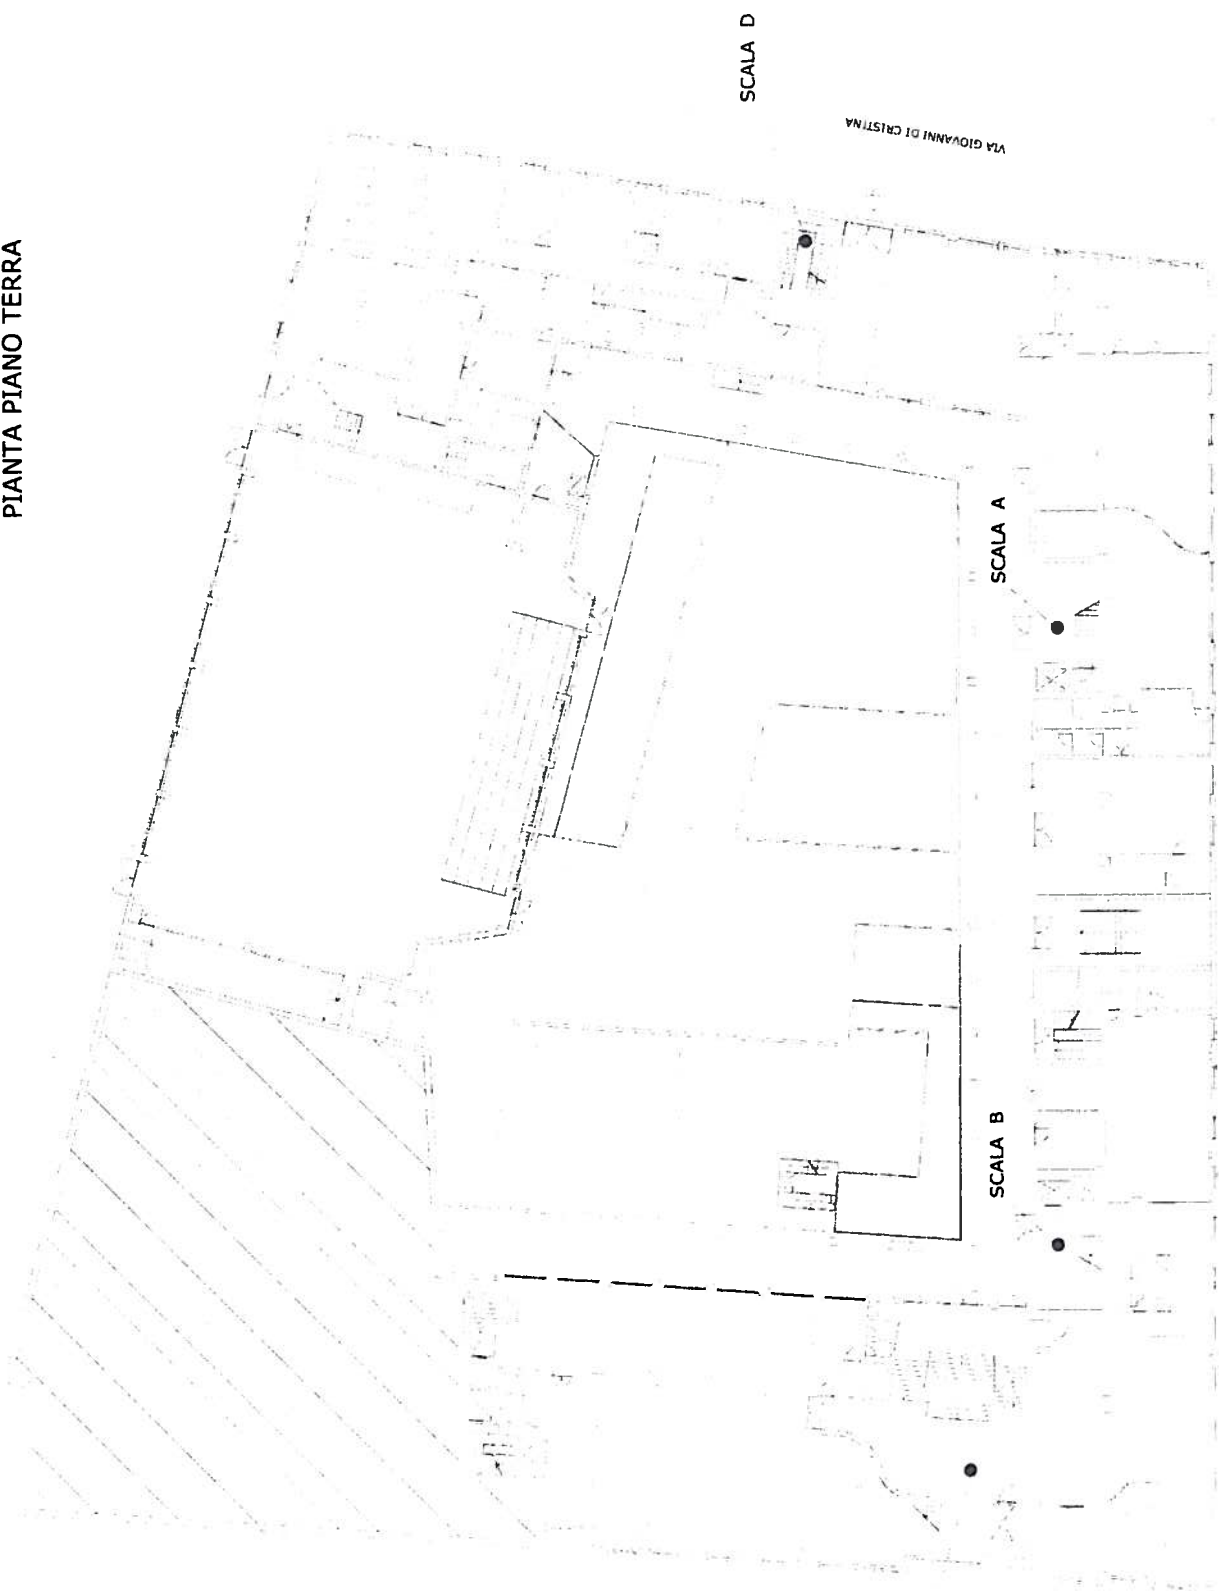 PIANTA PIANO TERRA
SCALA D
VIA GIOVANNI DI CRISTINA
SCALA A
SCALA B